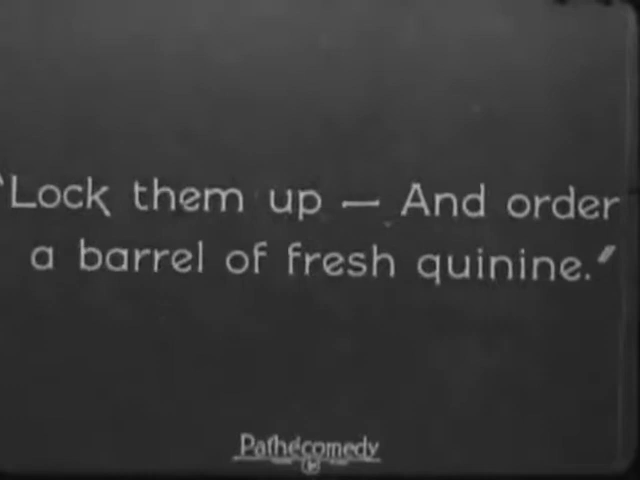 "Lock them up — And order
a barrel of fresh quinine."
Pathécomedy